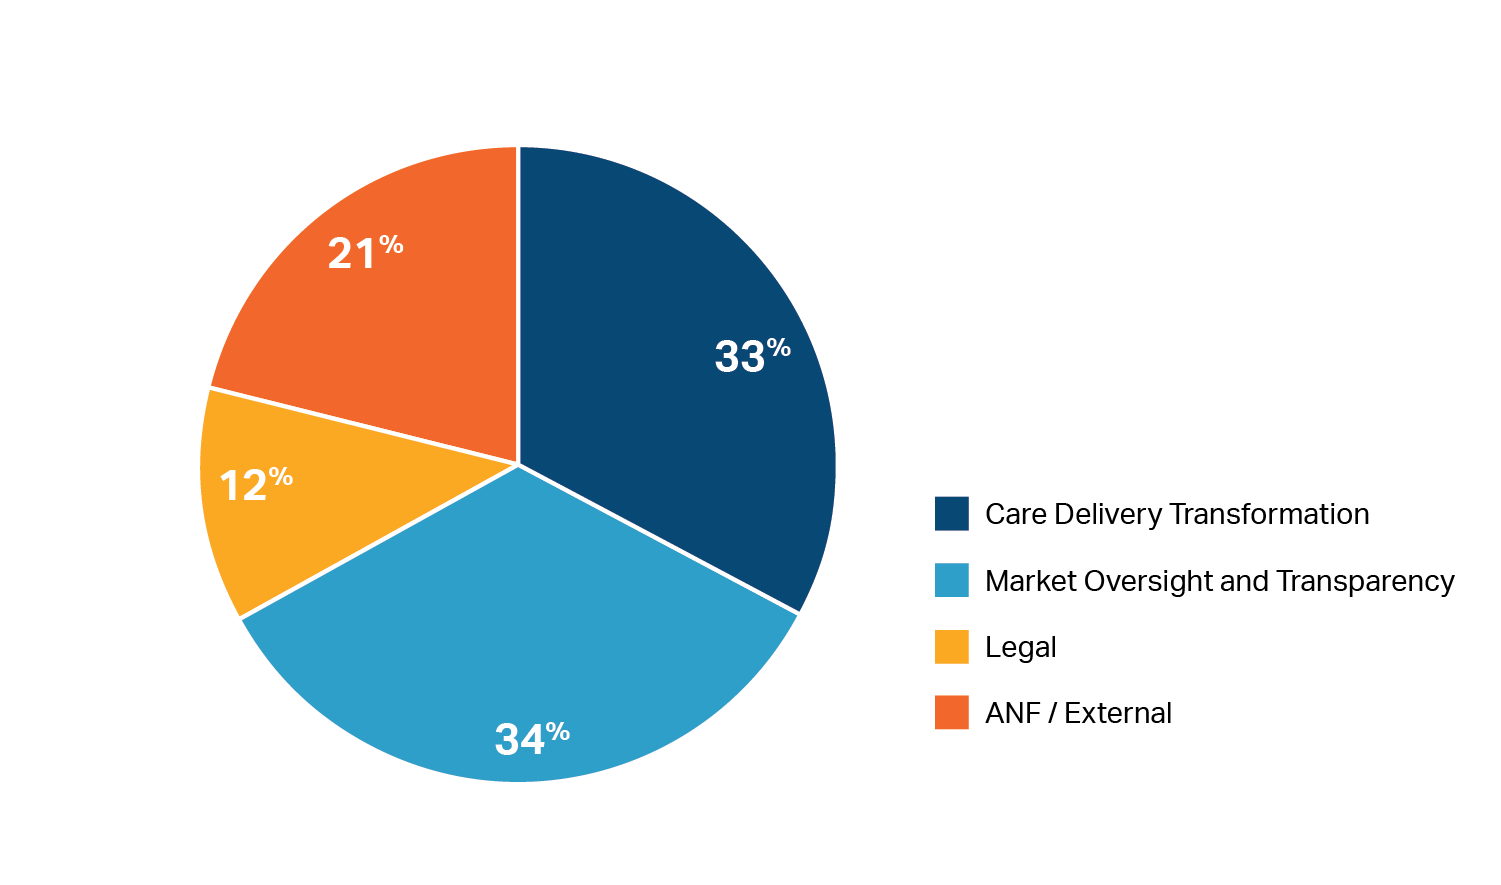 21%
33%
12%
34%
Care Delivery Transformation
Market Oversight and Transparency
Legal
ANF / External